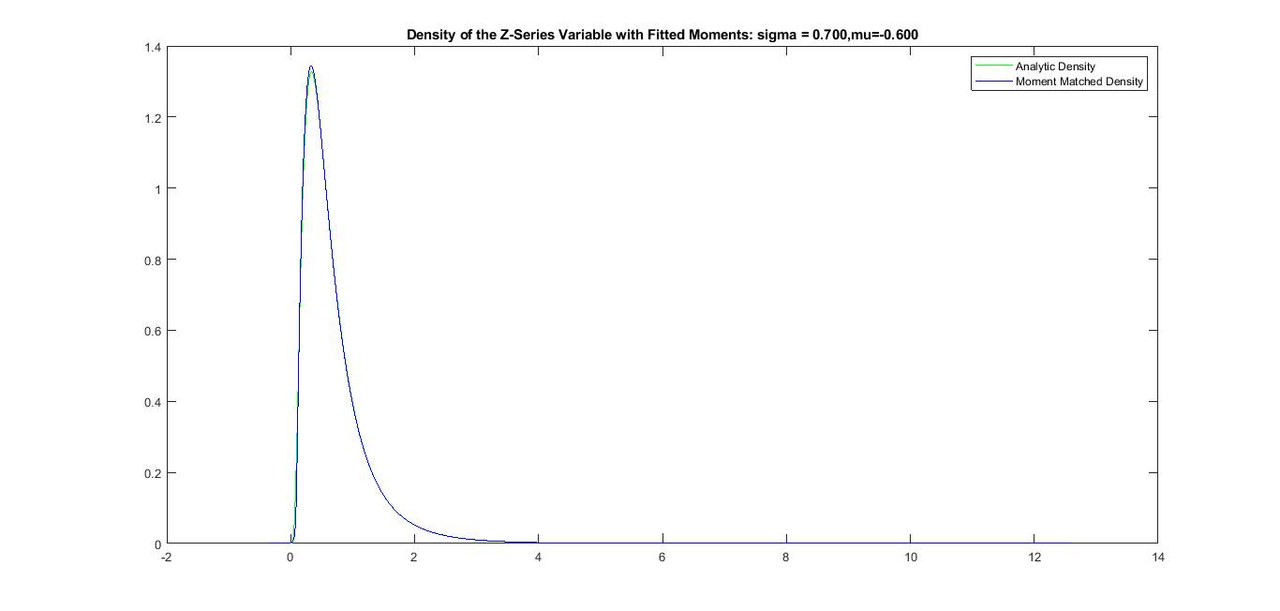 Density of the Z-Series Variable with Fitted Moments: sigma = 0.700,mu=-0.600
Analytic Density
Moment Matched Density
1.4
1.2
1
0.8
0.6
0.4
0.2
0
-2 0 2 4 6 8 10 12 14